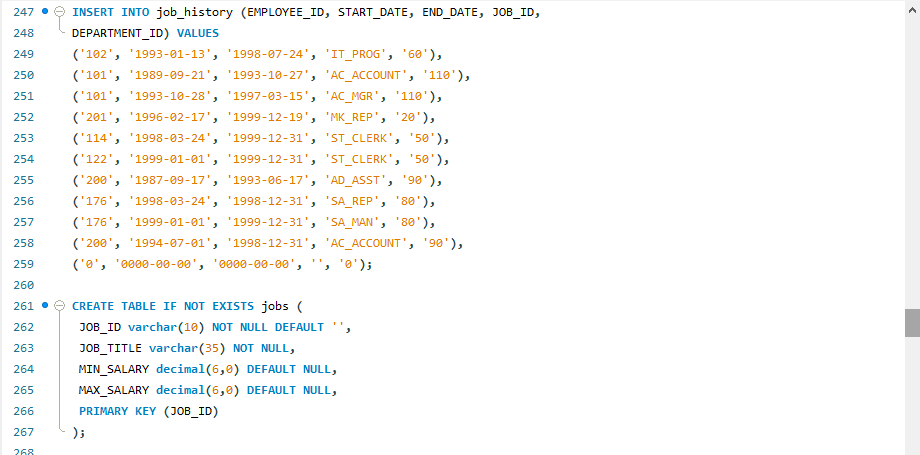 247 INSERT INTO job_history (EMPLOYEE_ID, START_DATE, END_DATE, JOB_ID,
248 DEPARTMENT_ID) VALUES
249 ('102', '1993-01-13', '1998-07-24', 'IT_PROG', '60'),
250 ('101', '1989-09-21', '1993-10-27', 'AC_ACCOUNT', '110'),
251 ('101', '1993-10-28', '1997-03-15', 'AC_MGR', '110'),
252 ('201', '1996-02-17', '1999-12-19', 'MK_REP', '20'),
253 ('114', '1998-03-24', '1999-12-31', 'ST_CLERK', '50'),
254 ('122', '1999-01-01', '1999-12-31', 'ST_CLERK', '50'),
255 ('200', '1987-09-17', '1993-06-17', 'AD_ASST', '90'),
256 ('176', '1998-03-24', '1998-12-31', 'SA_REP', '80'),
257 ('176', '1999-01-01', '1999-12-31', 'SA_MAN', '80'),
258 ('200', '1994-07-01', '1998-12-31', 'AC_ACCOUNT', '90'),
259 ('0', '0000-00-00', '0000-00-00', '', '0');
260
261 CREATE TABLE IF NOT EXISTS jobs (
262 JOB_ID varchar(10) NOT NULL DEFAULT '',
263 JOB_TITLE varchar(35) NOT NULL,
264 MIN_SALARY decimal(6,0) DEFAULT NULL,
265 MAX_SALARY decimal(6,0) DEFAULT NULL,
266 PRIMARY KEY (JOB_ID)
267 );
268